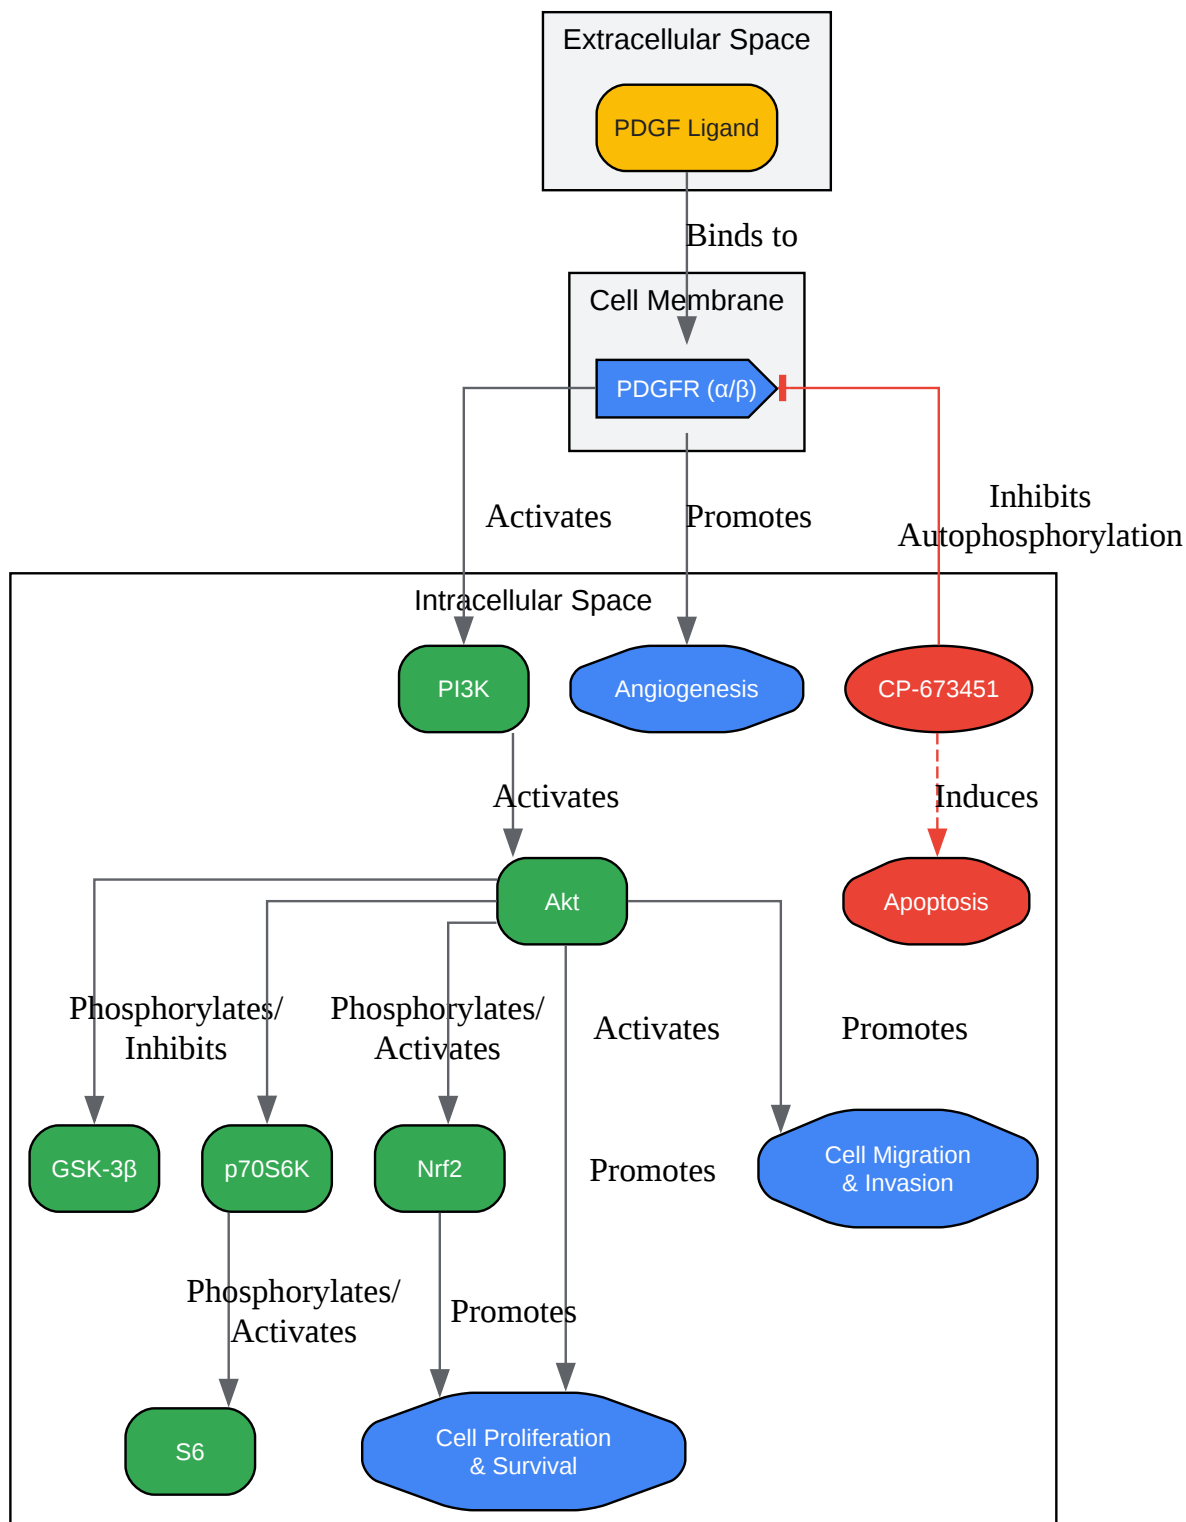 Extracellular Space
PDGF Ligand
Binds to
Cell Membrane
PDGFR (α/β)
Activates
Promotes
Inhibits
Autophosphorylation
Intracellular Space
PI3K
Angiogenesis
CP-673451
Activates
Induces
Akt
Apoptosis
Phosphorylates/
Inhibits
Phosphorylates/
Activates
Activates
Promotes
GSK-3β
p70S6K
Nrf2
Promotes
Cell Migration
& Invasion
Phosphorylates/
Activates
Promotes
S6
Cell Proliferation
& Survival